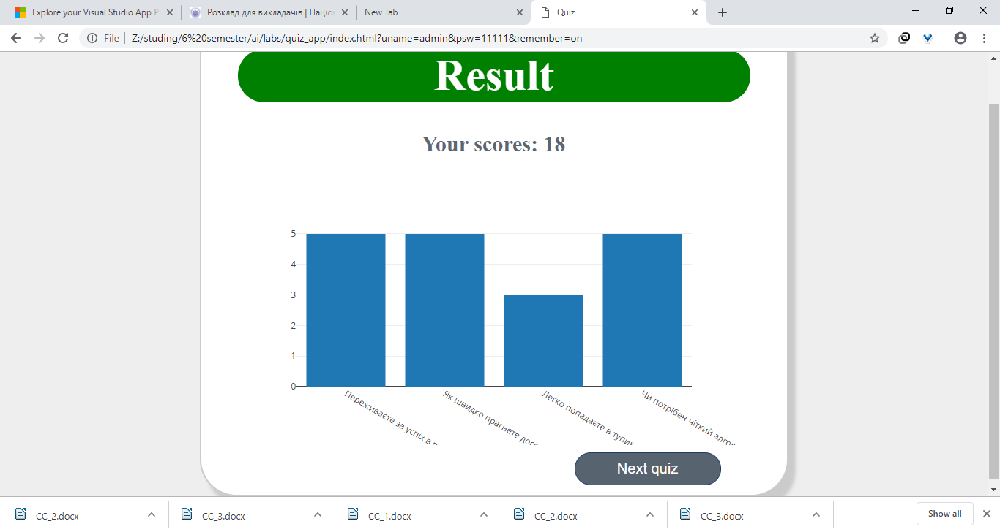 Explore your Visual Studio App P
Розклад для викладачів | Націо
New Tab
Quiz
File
Z:/studing/6%20semester/ai/labs/quiz_app/index.html?uname=admin&psw=11111&remember=on
Result
Your scores: 18
5
4
3
2
1
0
Переживаєте за успіх в р
Як швидко прагнете дос
Легко попадаєте в тупик
Чи потрібен чіткий алгор
Next quiz
CC_2.docx
CC_3.docx
CC_1.docx
CC_2.docx
CC_3.docx
Show all